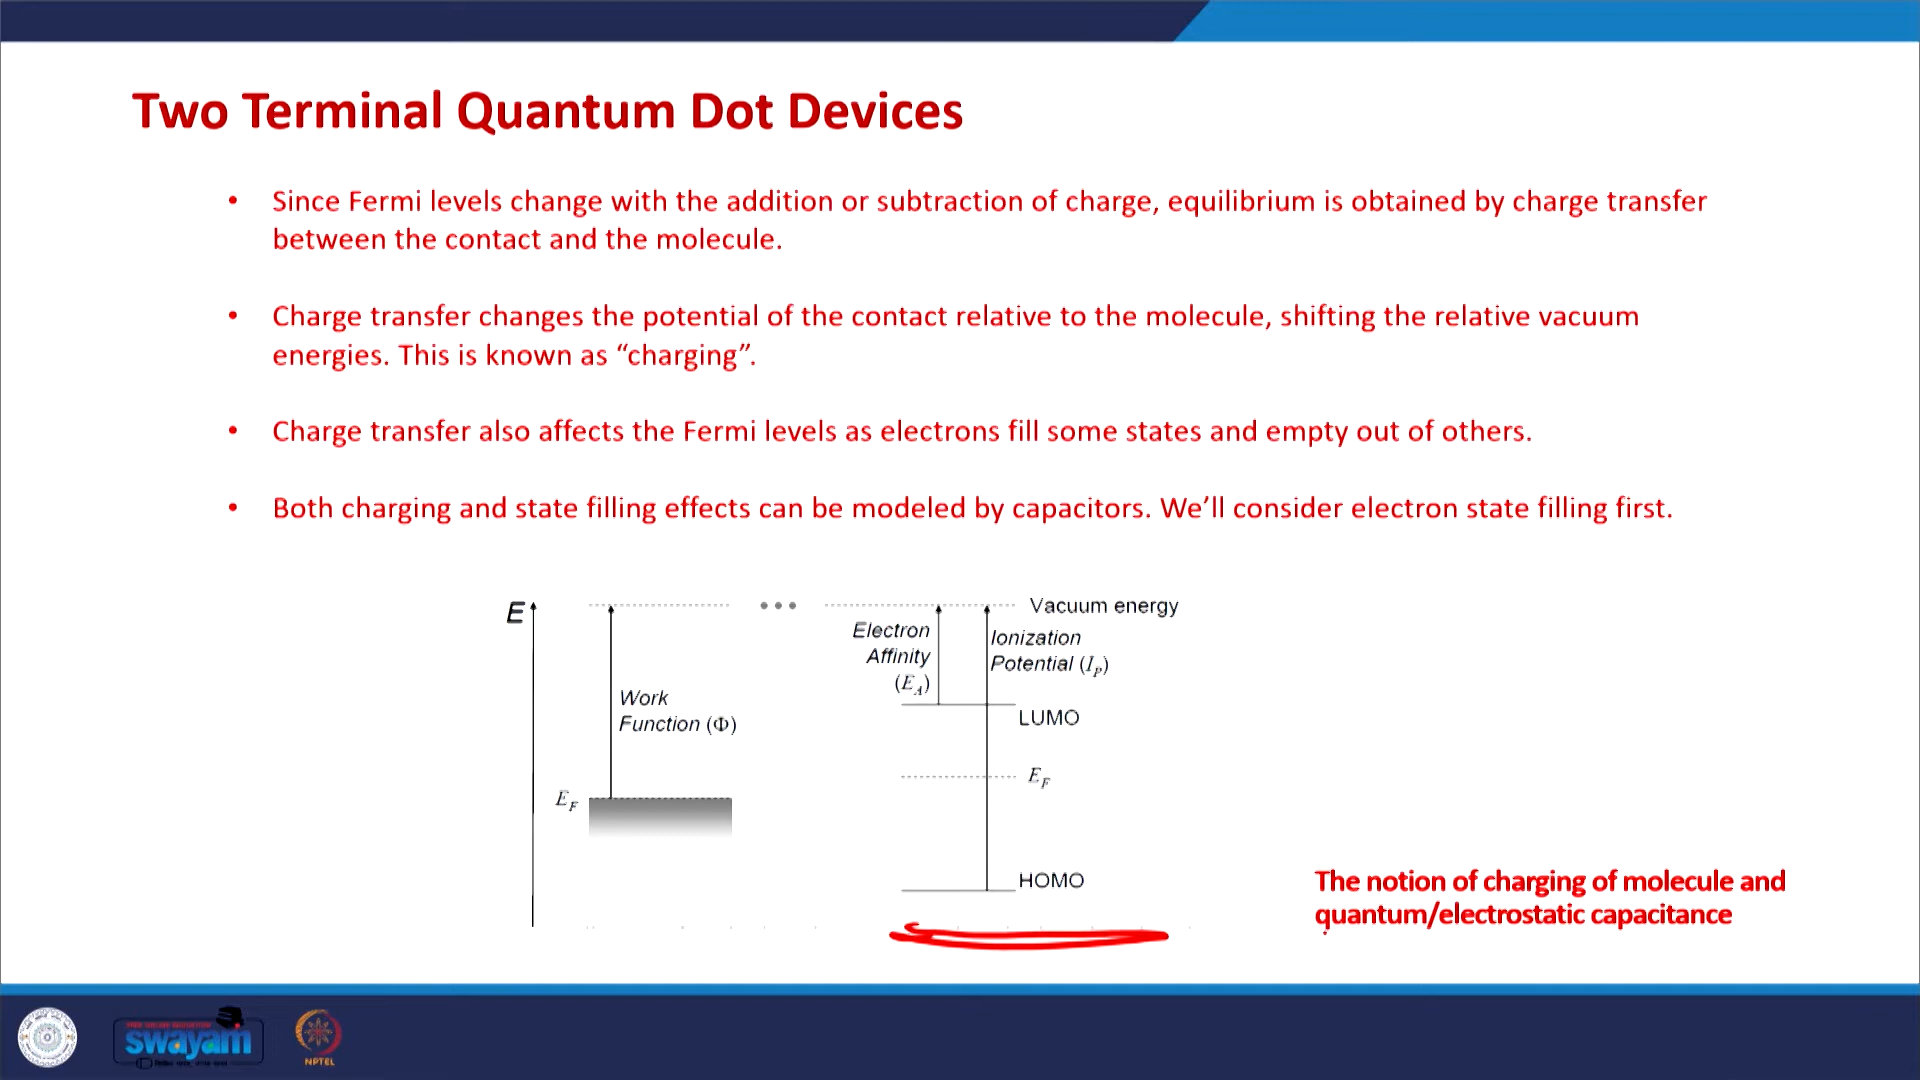 Two Terminal Quantum Dot Devices
• Since Fermi levels change with the addition or subtraction of charge, equilibrium is obtained by charge transfer
between the contact and the molecule.
• Charge transfer changes the potential of the contact relative to the molecule, shifting the relative vacuum
energies. This is known as “charging”.
• Charge transfer also affects the Fermi levels as electrons fill some states and empty out of others.
• Both charging and state filling effects can be modeled by capacitors. We’ll consider electron state filling first.
E
Vacuum energy
Electron
Affinity
(E_A)
Ionization
Potential (I_P)
Work
Function (Φ)
LUMO
E_F
E_F
HOMO
The notion of charging of molecule and
quantum/electrostatic capacitance
swayam
NPTEL